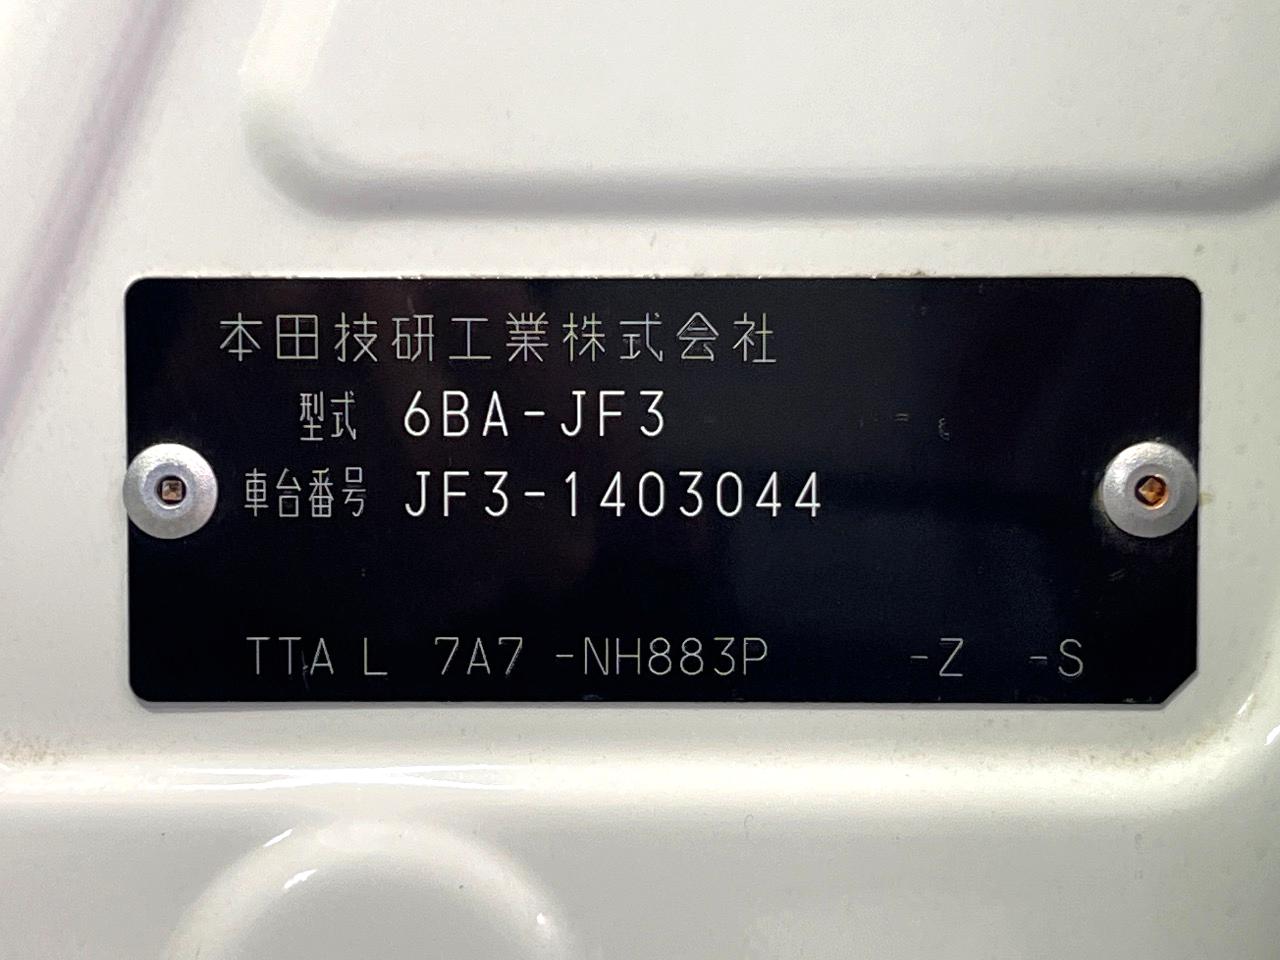 本田技研工業株式会社
型式 6BA-JF3
車台番号 JF3-1403044
TTA L 7A7 -NH883P -Z -S